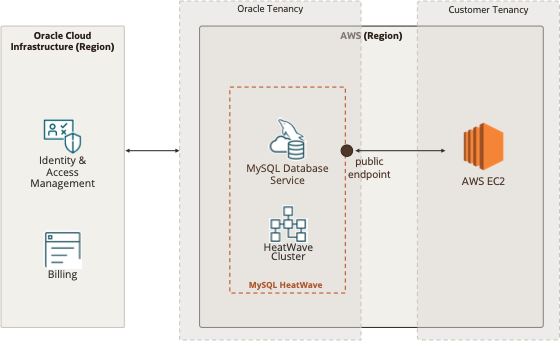 Oracle Cloud
Infrastructure (Region)
Identity &
Access
Management
Billing
Oracle Tenancy
AWS (Region)
MySQL Database
Service
HeatWave
Cluster
MySQL HeatWave
public
endpoint
Customer Tenancy
AWS EC2